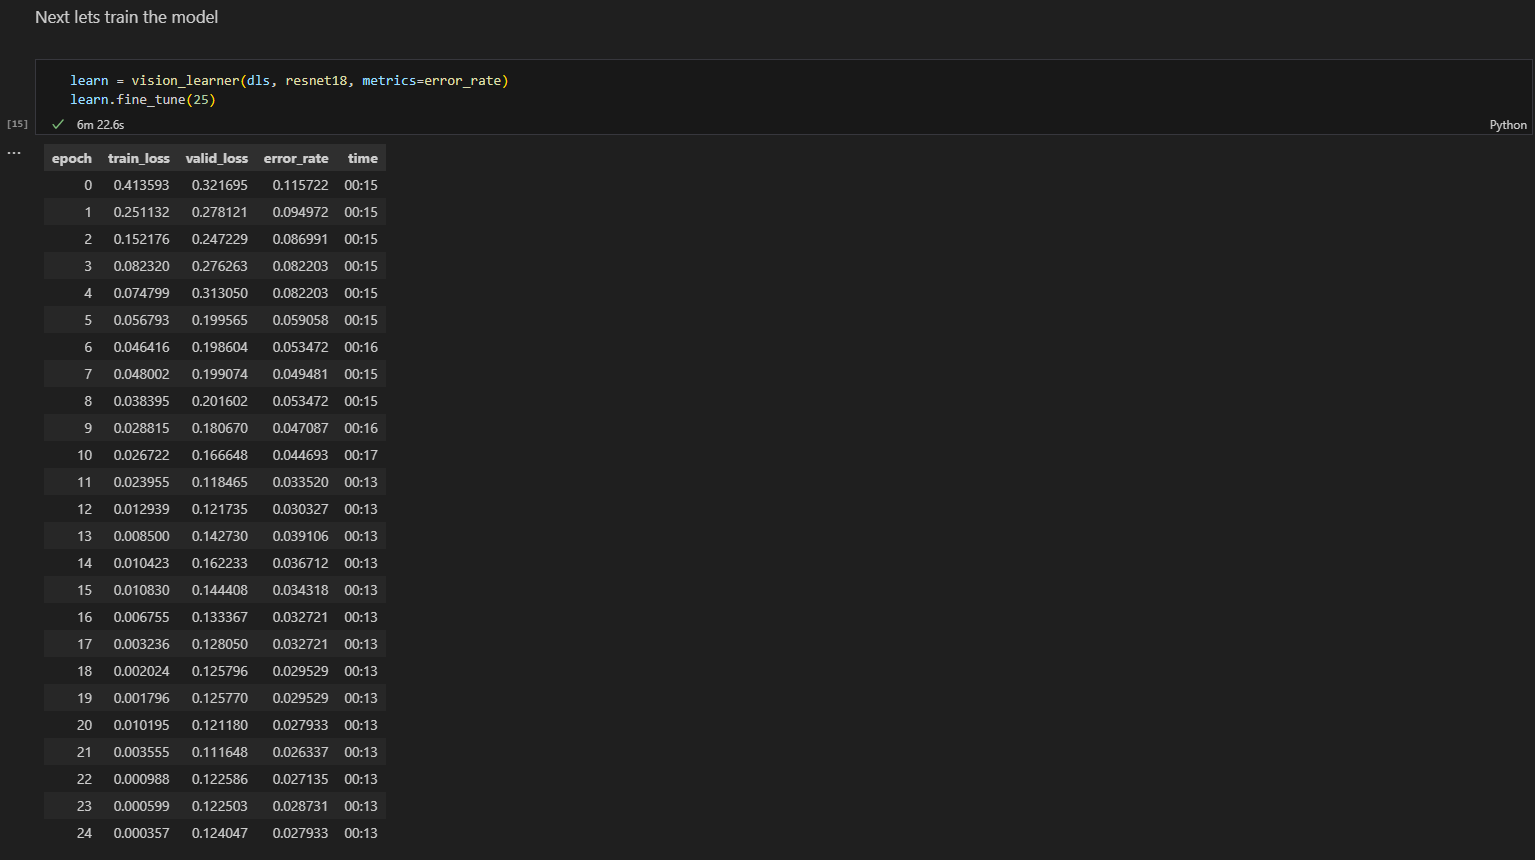 Next lets train the model
learn = vision_learner(dls, resnet18, metrics=error_rate)
learn.fine_tune(25)
[15] 6m 22.6s Python
... epoch train_loss valid_loss error_rate time
0 0.413593 0.321695 0.115722 00:15
1 0.251132 0.278121 0.094972 00:15
2 0.152176 0.247229 0.086991 00:15
3 0.082320 0.276263 0.082203 00:15
4 0.074799 0.313050 0.082203 00:15
5 0.056793 0.199565 0.059058 00:15
6 0.046416 0.198604 0.053472 00:16
7 0.048002 0.199074 0.049481 00:15
8 0.038395 0.201602 0.053472 00:15
9 0.028815 0.180670 0.047087 00:16
10 0.026722 0.166648 0.044693 00:17
11 0.023955 0.118465 0.033520 00:13
12 0.012939 0.121735 0.030327 00:13
13 0.008500 0.142730 0.039106 00:13
14 0.010423 0.162233 0.036712 00:13
15 0.010830 0.144408 0.034318 00:13
16 0.006755 0.133367 0.032721 00:13
17 0.003236 0.128050 0.032721 00:13
18 0.002024 0.125796 0.029529 00:13
19 0.001796 0.125770 0.029529 00:13
20 0.010195 0.121180 0.027933 00:13
21 0.003555 0.111648 0.026337 00:13
22 0.000988 0.122586 0.027135 00:13
23 0.000599 0.122503 0.028731 00:13
24 0.000357 0.124047 0.027933 00:13